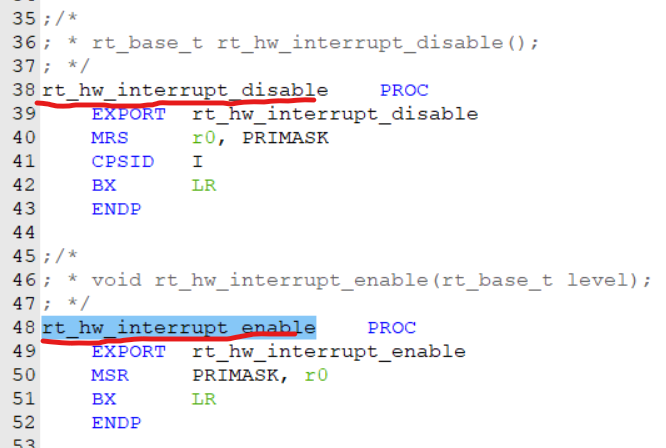 35 ;/*
36 ; * rt_base_t rt_hw_interrupt_disable();
37 ; */
38 rt_hw_interrupt_disable    PROC
39     EXPORT  rt_hw_interrupt_disable
40     MRS     r0, PRIMASK
41     CPSID   I
42     BX      LR
43     ENDP
44
45 ;/*
46 ; * void rt_hw_interrupt_enable(rt_base_t level);
47 ; */
48 rt_hw_interrupt_enable    PROC
49     EXPORT  rt_hw_interrupt_enable
50     MSR     PRIMASK, r0
51     BX      LR
52     ENDP
53